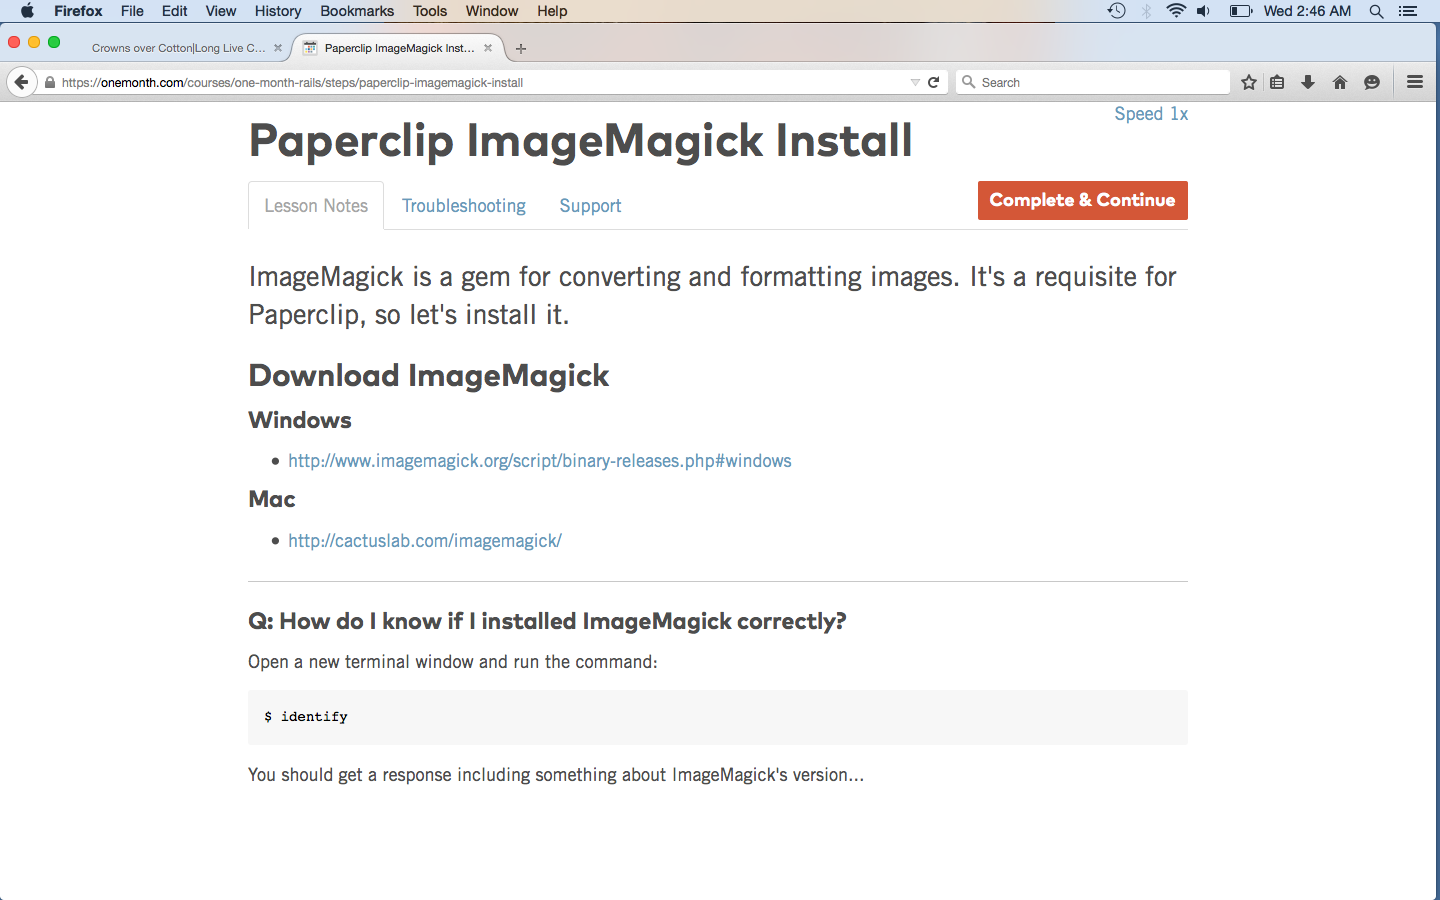 Firefox File Edit View History Bookmarks Tools Window Help Wed 2:46 AM
Crowns over Cotton|Long Live C... Paperclip ImageMagick Inst...
https://onemonth.com/courses/one-month-rails/steps/paperclip-imagemagick-install Search
Speed 1x
Paperclip ImageMagick Install
Lesson Notes Troubleshooting Support Complete & Continue
ImageMagick is a gem for converting and formatting images. It's a requisite for
Paperclip, so let's install it.
Download ImageMagick
Windows
• http://www.imagemagick.org/script/binary-releases.php#windows
Mac
• http://cactuslab.com/imagemagick/
Q: How do I know if I installed ImageMagick correctly?
Open a new terminal window and run the command:
$ identify
You should get a response including something about ImageMagick's version...